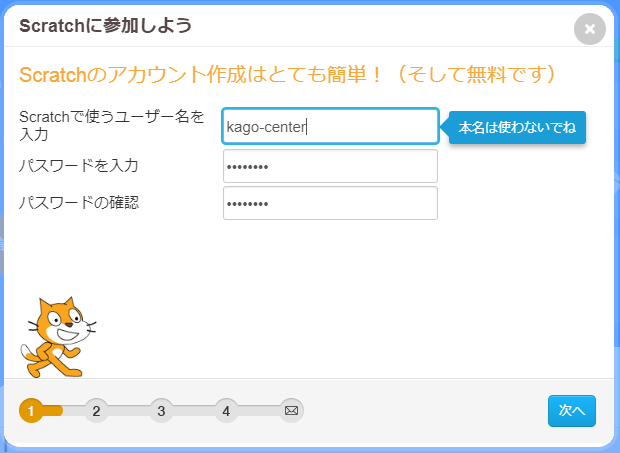 Scratchに参加しよう
Scratchのアカウント作成はとても簡単！（そして無料です）
Scratchで使うユーザー名を
入力
kago-center
本名は使わないでね
パスワードを入力
••••••••
パスワードの確認
••••••••
1 2 3 4
次へ